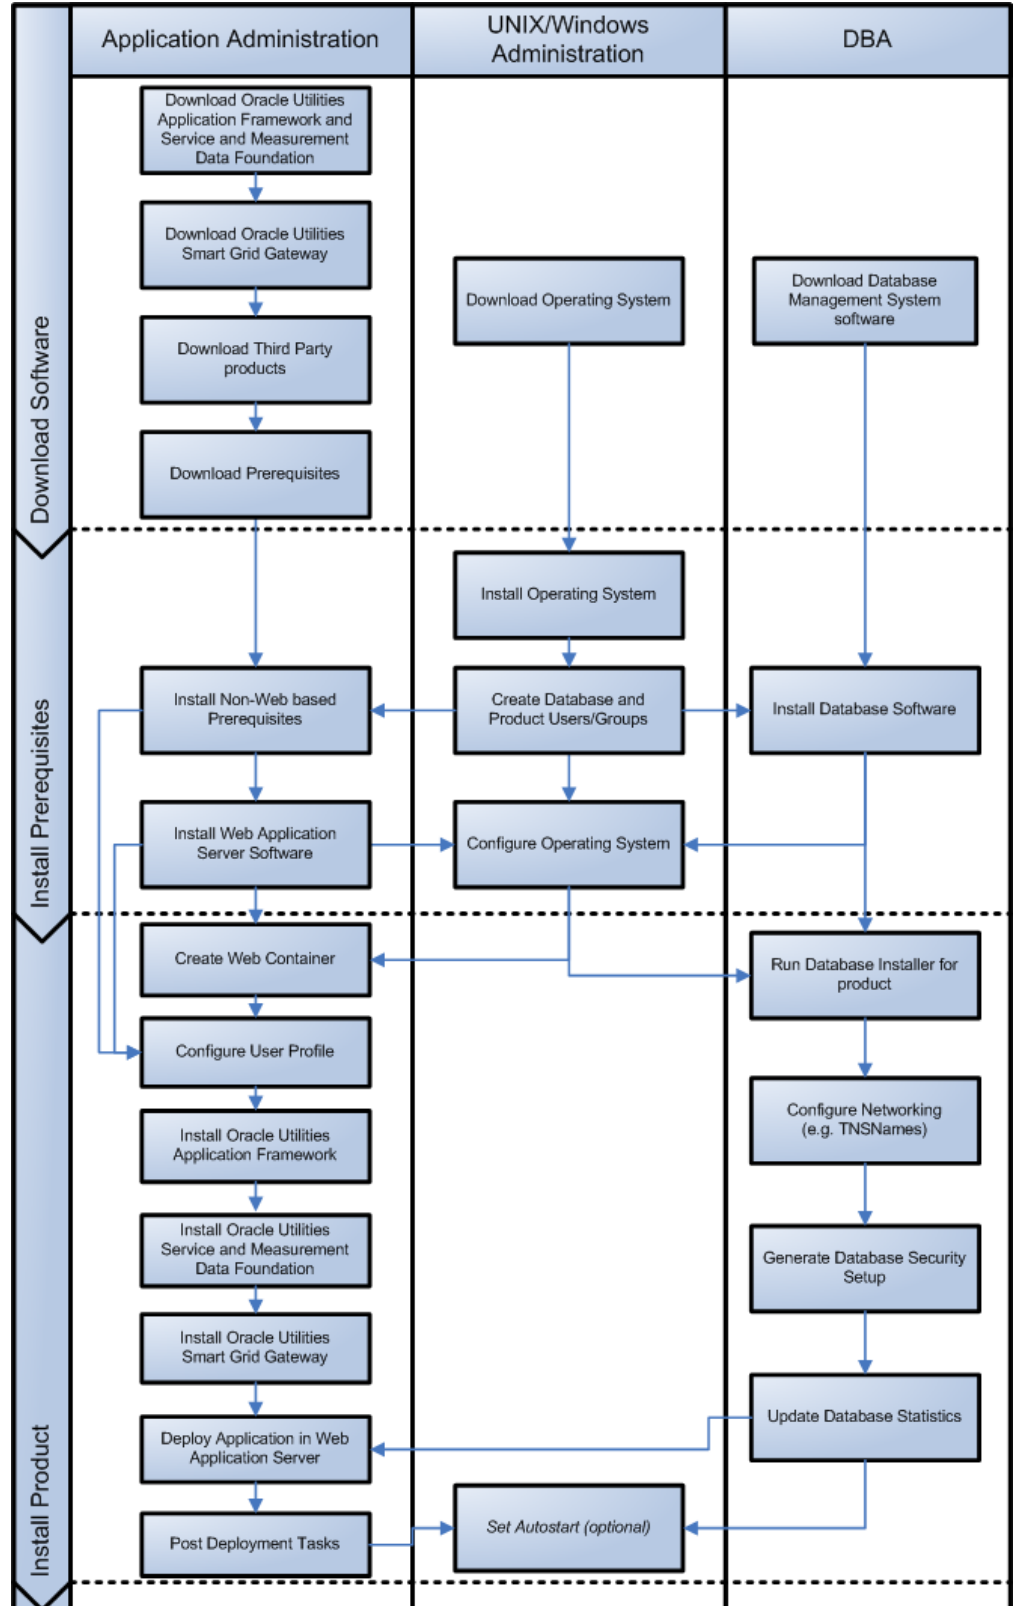 Application Administration
UNIX/Windows
Administration
DBA
Download Software
Download Oracle Utilities
Application Framework and
Service and Measurement
Data Foundation
Download Oracle Utilities
Smart Grid Gateway
Download Third Party
products
Download Prerequisites
Download Operating System
Download Database
Management System
software
Install Prerequisites
Install Operating System
Install Non-Web based
Prerequisites
Create Database and
Product Users/Groups
Install Database Software
Install Web Application
Server Software
Configure Operating System
Install Product
Create Web Container
Run Database Installer for
product
Configure User Profile
Configure Networking
(e.g. TNSNames)
Install Oracle Utilities
Application Framework
Install Oracle Utilities
Service and Measurement
Data Foundation
Generate Database Security
Setup
Install Oracle Utilities
Smart Grid Gateway
Update Database Statistics
Deploy Application in Web
Application Server
Post Deployment Tasks
Set Autostart (optional)